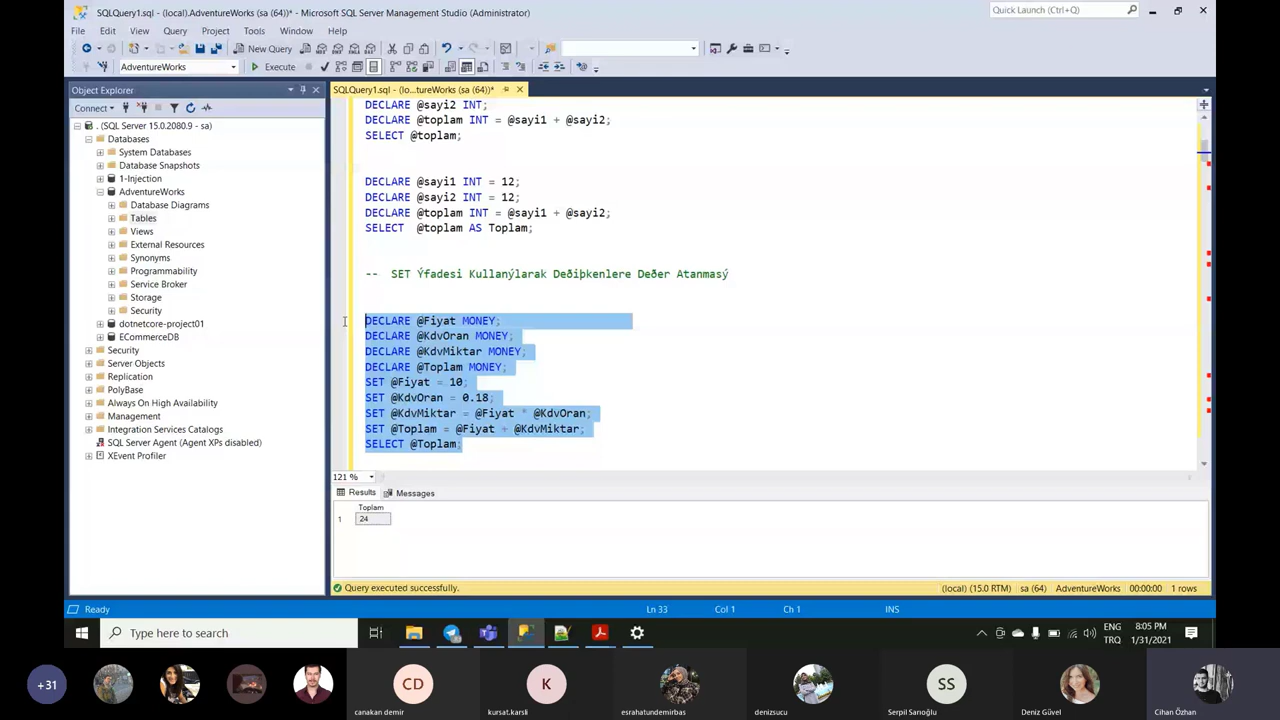 SQLQuery1.sql - (local).AdventureWorks (sa (64))* - Microsoft SQL Server Management Studio (Administrator)
Quick Launch (Ctrl+Q)
File Edit View Query Project Tools Window Help
New Query
AdventureWorks
Execute
Object Explorer
SQLQuery1.sql - (lo...tureWorks (sa (64))*
Connect
. (SQL Server 15.0.2080.9 - sa)
Databases
System Databases
Database Snapshots
1-Injection
AdventureWorks
Database Diagrams
Tables
Views
External Resources
Synonyms
Programmability
Service Broker
Storage
Security
dotnetcore-project01
ECommerceDB
Security
Server Objects
Replication
PolyBase
Always On High Availability
Management
Integration Services Catalogs
SQL Server Agent (Agent XPs disabled)
XEvent Profiler
DECLARE @sayi2 INT;
DECLARE @toplam INT = @sayi1 + @sayi2;
SELECT @toplam;
DECLARE @sayi1 INT = 12;
DECLARE @sayi2 INT = 12;
DECLARE @toplam INT = @sayi1 + @sayi2;
SELECT  @toplam AS Toplam;
--  SET Ýfadesi Kullanýlarak Deðiþkenlere Deðer Atanmasý
DECLARE @Fiyat MONEY;
DECLARE @KdvOran MONEY;
DECLARE @KdvMiktar MONEY;
DECLARE @Toplam MONEY;
SET @Fiyat = 10;
SET @KdvOran = 0.18;
SET @KdvMiktar = @Fiyat * @KdvOran;
SET @Toplam = @Fiyat + @KdvMiktar;
SELECT @Toplam;
121 %
Results Messages
Toplam
1 24
Query executed successfully.
(local) (15.0 RTM) sa (64) AdventureWorks 00:00:00 1 rows
Ready
Ln 33 Col 1 Ch 1 INS
Type here to search
ENG
TRQ
8:05 PM
1/31/2021
+31
CD
K
SS
canakan demir
kursat.karsli
esrahatundemirbas
denizsucu
Serpil Sarıoğlu
Deniz Güvel
Cihan Özhan